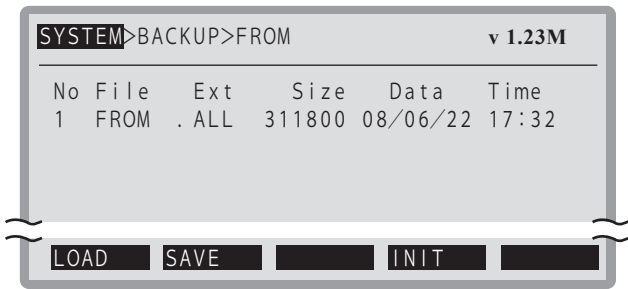 SYSTEM>BACKUP>FROM v 1.23M
No File Ext Size Data Time
1 FROM .ALL 311800 08/06/22 17:32
LOAD SAVE INIT